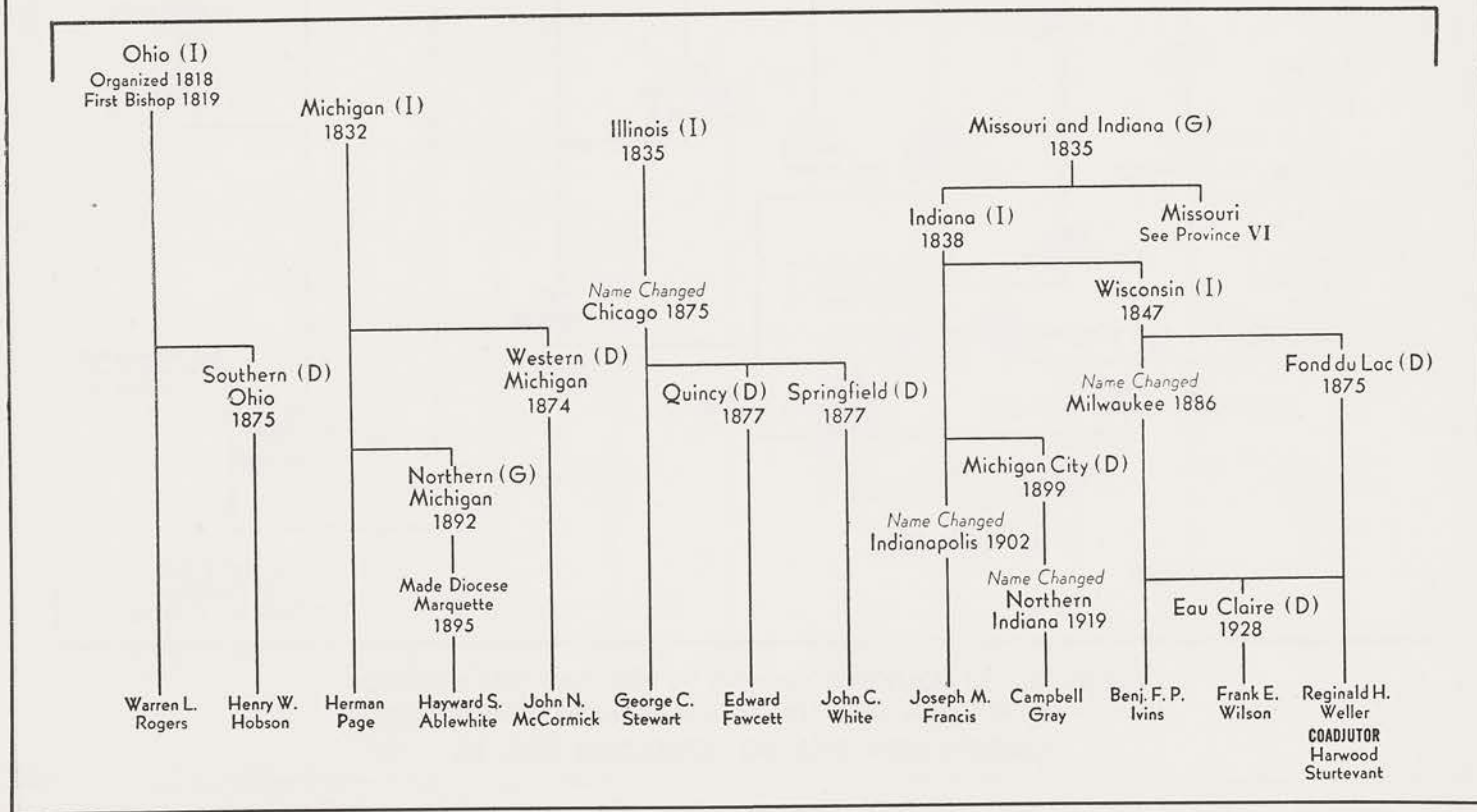 Ohio (I)
Organized 1818
First Bishop 1819
Michigan (I)
1832
Illinois (I)
1835
Missouri and Indiana (G)
1835
Indiana (I)
1838
Missouri
See Province VI
Name Changed
Chicago 1875
Wisconsin (I)
1847
Southern (D)
Ohio
1875
Western (D)
Michigan
1874
Quincy (D)
1877
Springfield (D)
1877
Name Changed
Milwaukee 1886
Fond du Lac (D)
1875
Northern (G)
Michigan
1892
Michigan City (D)
1899
Name Changed
Indianapolis 1902
Made Diocese
Marquette
1895
Name Changed
Northern
Indiana 1919
Eau Claire (D)
1928
Warren L.
Rogers
Henry W.
Hobson
Herman
Page
Hayward S.
Ablewhite
John N.
McCormick
George C.
Stewart
Edward
Fawcett
John C.
White
Joseph M.
Francis
Campbell
Gray
Benj. F. P.
Ivins
Frank E.
Wilson
Reginald H.
Weller
COADJUTOR
Harwood
Sturtevant